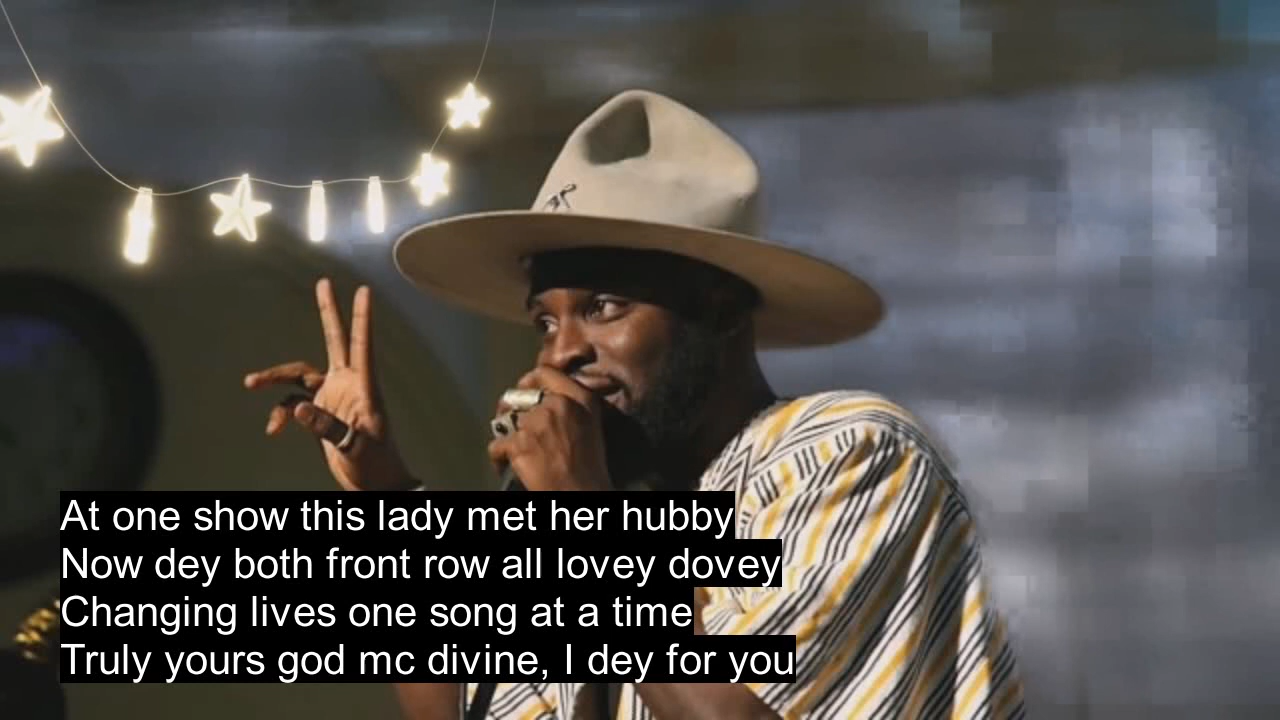 At one show this lady met her hubby
Now dey both front row all lovey dovey
Changing lives one song at a time
Truly yours god mc divine, I dey for you